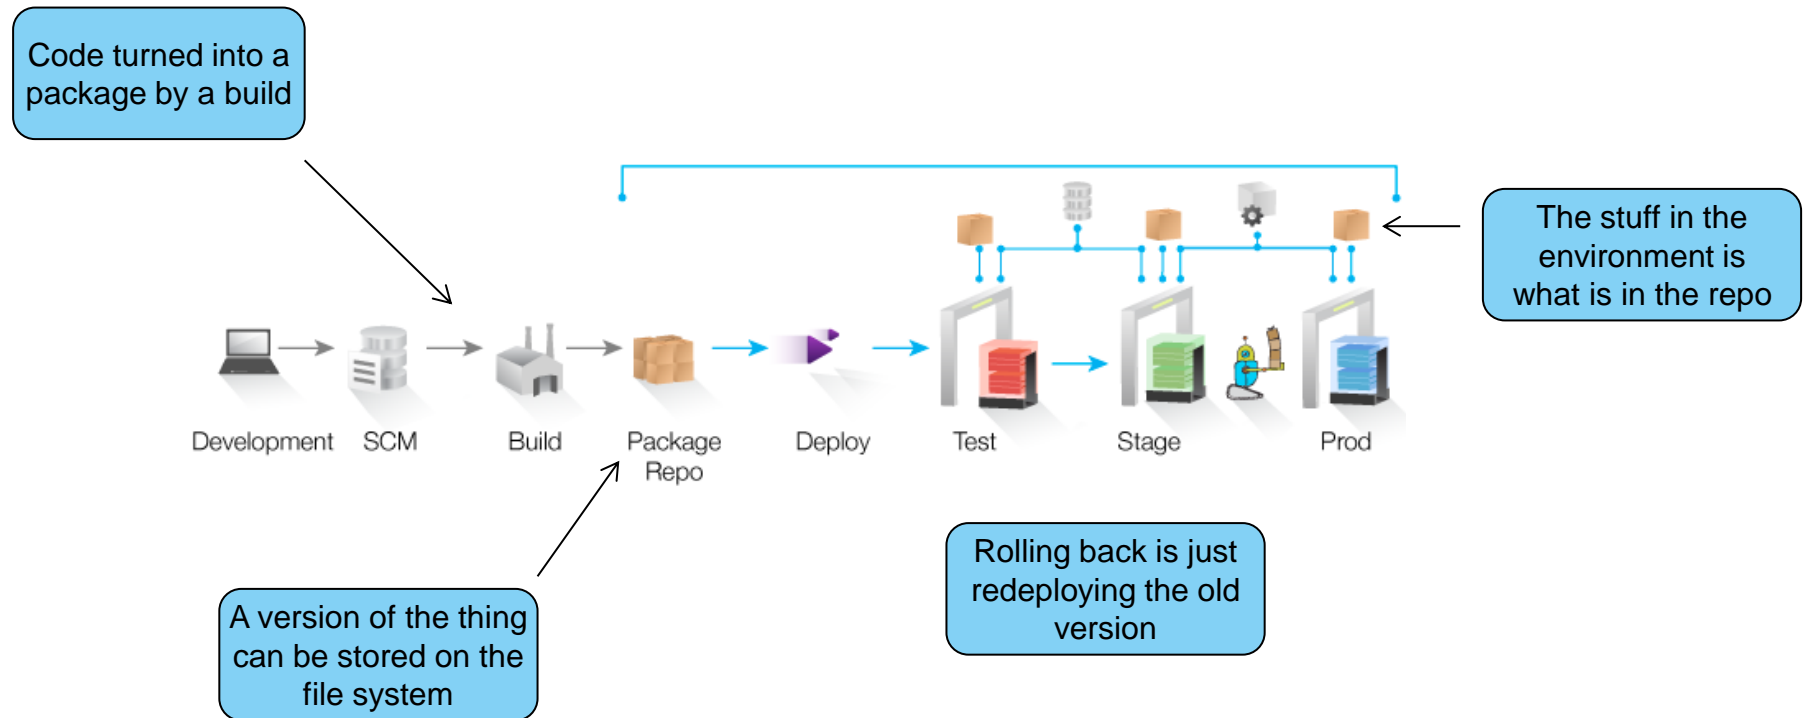 Code turned into a
package by a build
The stuff in the
environment is
what is in the repo
Development
SCM
Build
Package
Repo
Deploy
Test
Stage
Prod
A version of the thing
can be stored on the
file system
Rolling back is just
redeploying the old
version